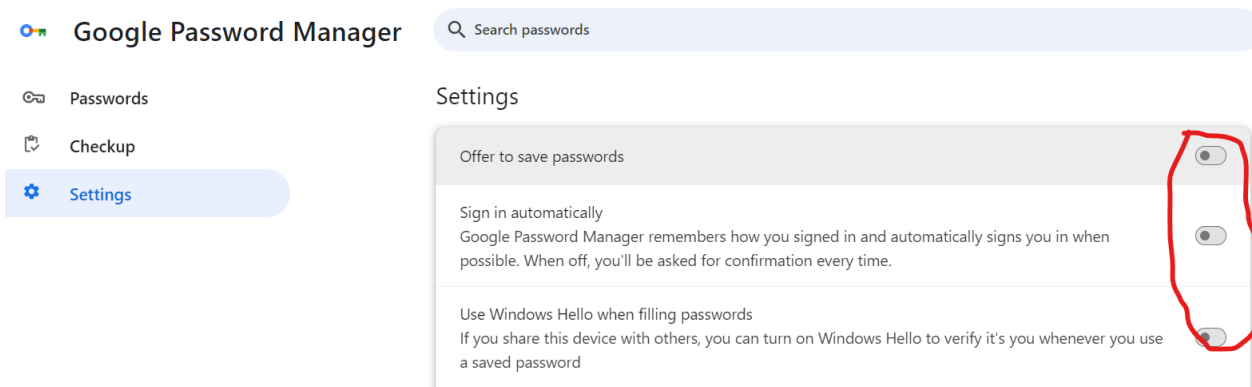 Google Password Manager
Search passwords
Passwords
Checkup
Settings
Settings
Offer to save passwords
Sign in automatically
Google Password Manager remembers how you signed in and automatically signs you in when
possible. When off, you'll be asked for confirmation every time.
Use Windows Hello when filling passwords
If you share this device with others, you can turn on Windows Hello to verify it's you whenever you use
a saved password